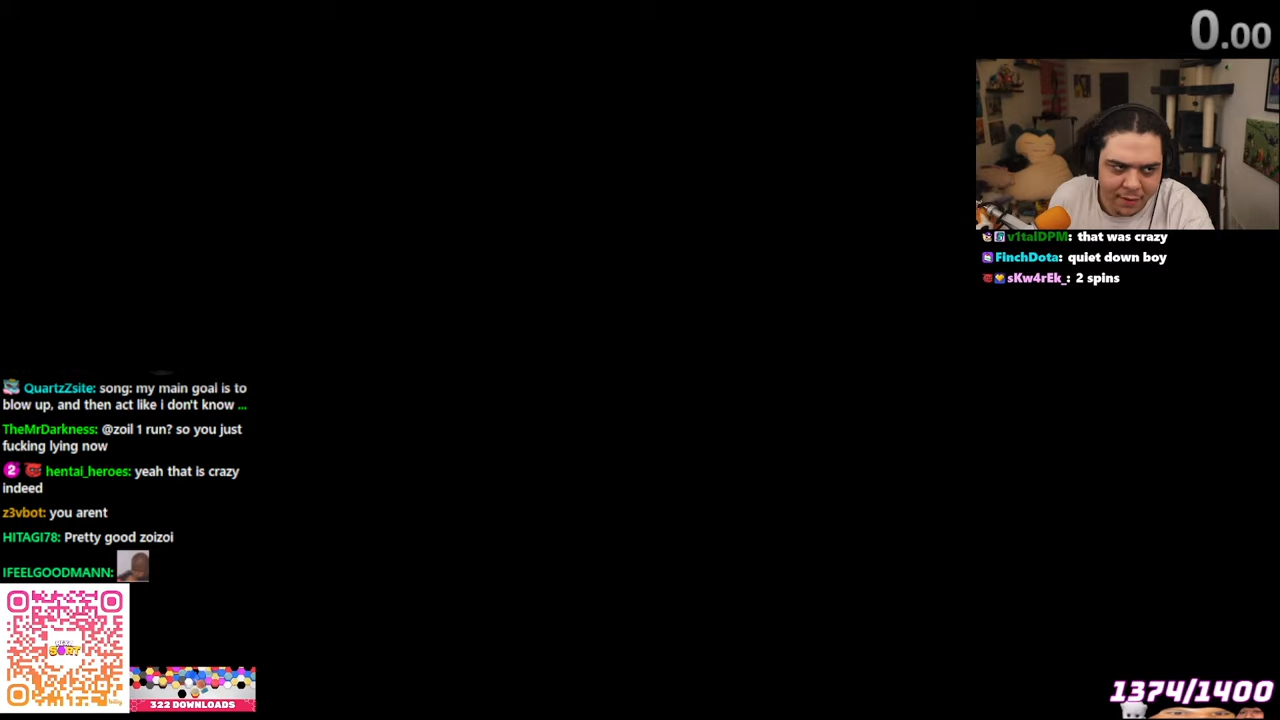 0.00
v1talDPM: that was crazy
FinchDota: quiet down boy
sKw4rEk_: 2 spins
QuartzZsite: song: my main goal is to
blow up, and then act like i don't know ...
TheMrDarkness: @zoil 1 run? so you just
fucking lying now
2 hentai_heroes: yeah that is crazy
indeed
z3vbot: you arent
HITAGI78: Pretty good zoizoi
IFEELGOODMANN:
SORT
322 DOWNLOADS
1374/1400